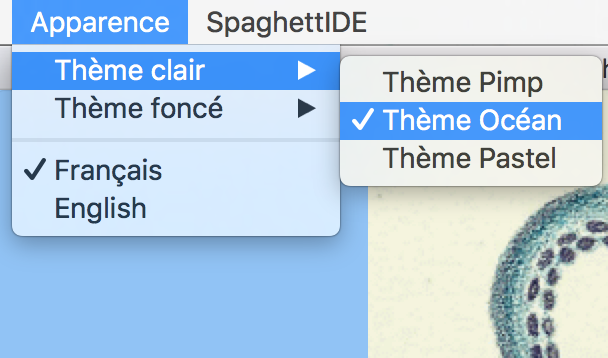 Apparence SpaghettIDE
Thème clair
Thème foncé
Français
English
Thème Pimp
Thème Océan
Thème Pastel